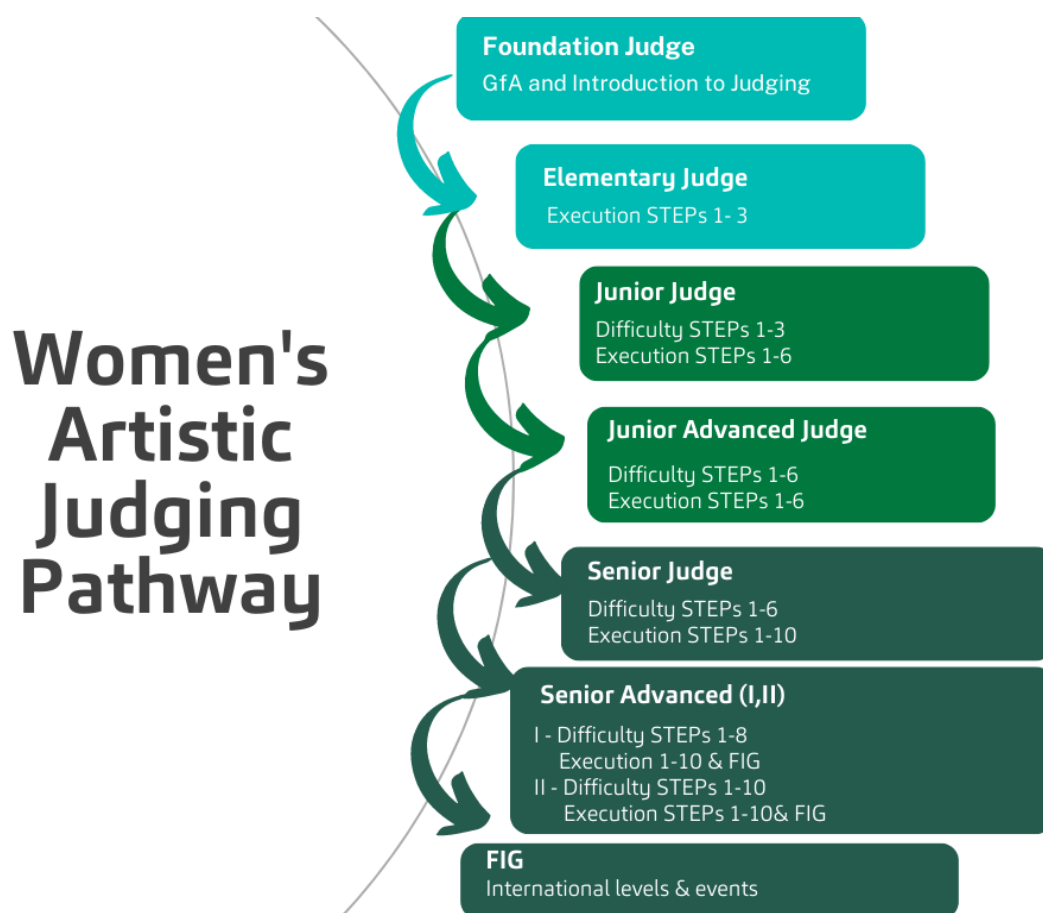 Women's
Artistic
Judging
Pathway
Foundation Judge
GfA and Introduction to Judging
Elementary Judge
Execution STEPs 1- 3
Junior Judge
Difficulty STEPs 1-3
Execution STEPs 1-6
Junior Advanced Judge
Difficulty STEPs 1-6
Execution STEPs 1-6
Senior Judge
Difficulty STEPs 1-6
Execution STEPs 1-10
Senior Advanced (I,II)
I - Difficulty STEPs 1-8
Execution 1-10 & FIG
II - Difficulty STEPs 1-10
Execution STEPs 1-10& FIG
FIG
International levels & events